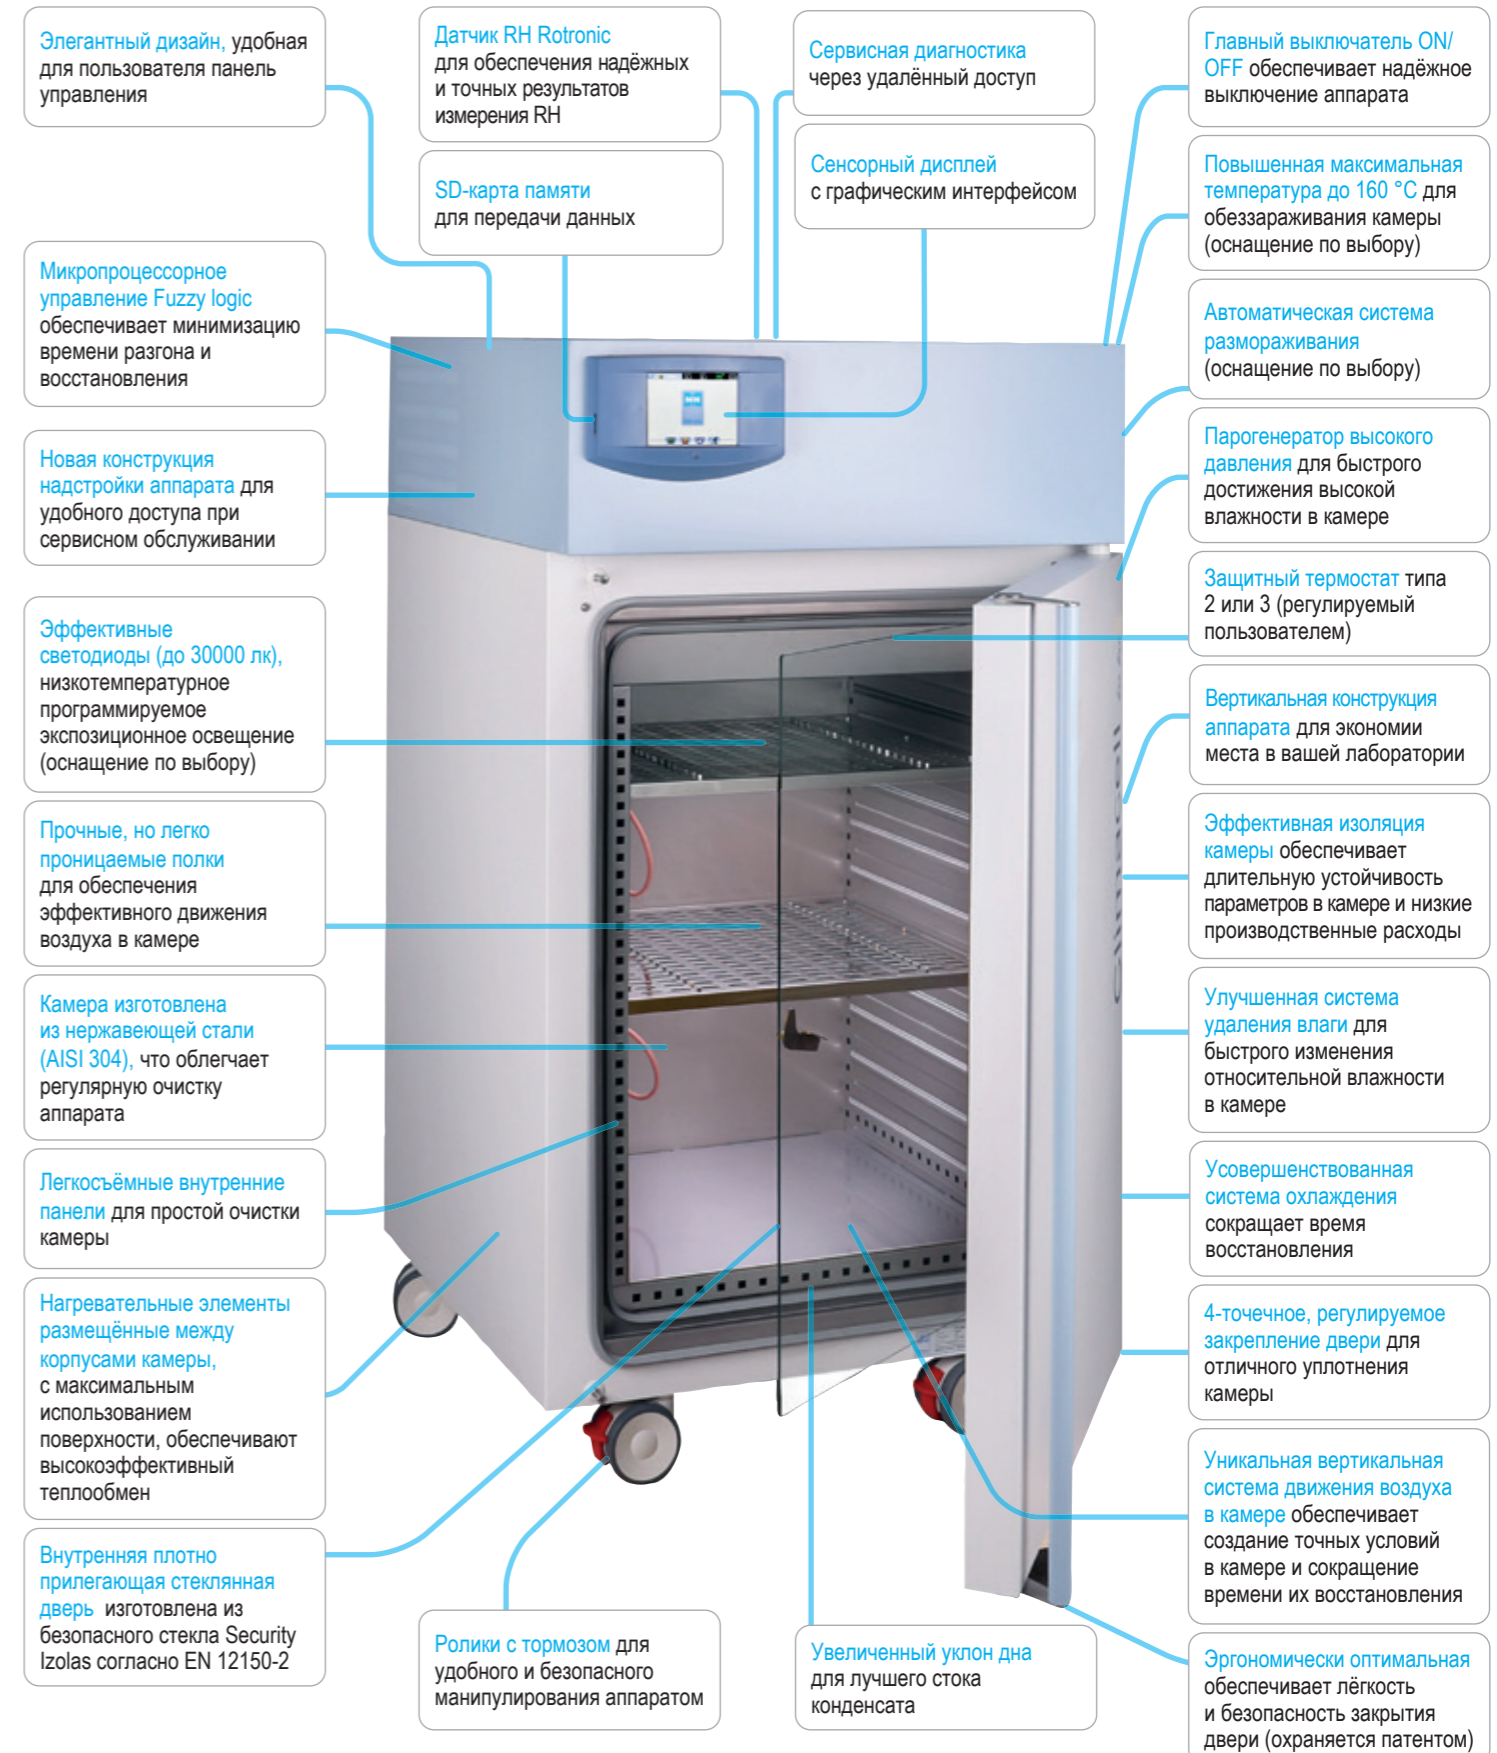 Элегантный дизайн, удобная
для пользователя панель
управления
Микропроцессорное
управление Fuzzy logic
обеспечивает минимизацию
времени разгона и
восстановления
Новая конструкция
надстройки аппарата для
удобного доступа при
сервисном обслуживании
Эффективные
светодиоды (до 30000 лк),
низкотемпературное
программируемое
экспозиционное освещение
(оснащение по выбору)
Прочные, но легко
проницаемые полки
для обеспечения
эффективного движения
воздуха в камере
Камера изготовлена
из нержавеющей стали
(AISI 304), что облегчает
регулярную очистку
аппарата
Легкосъёмные внутренние
панели для простой очистки
камеры
Нагревательные элементы
размещённые между
корпусами камеры,
с максимальным
использованием
поверхности, обеспечивают
высокоэффективный
теплообмен
Внутренняя плотно
прилегающая стеклянная
дверь изготовлена из
безопасного стекла Security
Izolas согласно EN 12150-2
Датчик RH Rotronic
для обеспечения надёжных
и точных результатов
измерения RH
SD-карта памяти
для передачи данных
Сервисная диагностика
через удалённый доступ
Сенсорный дисплей
с графическим интерфейсом
Ролики с тормозом для
удобного и безопасного
манипулирования аппаратом
Увеличенный уклон дна
для лучшего стока
конденсата
Главный выключатель ON/
OFF обеспечивает надёжное
выключение аппарата
Повышенная максимальная
температура до 160 °C для
обеззараживания камеры
(оснащение по выбору)
Автоматическая система
размораживания
(оснащение по выбору)
Парогенератор высокого
давления для быстрого
достижения высокой
влажности в камере
Защитный термостат типа
2 или 3 (регулируемый
пользователем)
Вертикальная конструкция
аппарата для экономии
места в вашей лаборатории
Эффективная изоляция
камеры обеспечивает
длительную устойчивость
параметров в камере и низкие
производственные расходы
Улучшенная система
удаления влаги для
быстрого изменения
относительной влажности
в камере
Усовершенствованная
система охлаждения
сокращает время
восстановления
4-точечное, регулируемое
закрепление двери для
отличного уплотнения
камеры
Уникальная вертикальная
система движения воздуха
в камере обеспечивает
создание точных условий
в камере и сокращение
времени их восстановления
Эргономически оптимальная
обеспечивает лёгкость
и безопасность закрытия
двери (охраняется патентом)